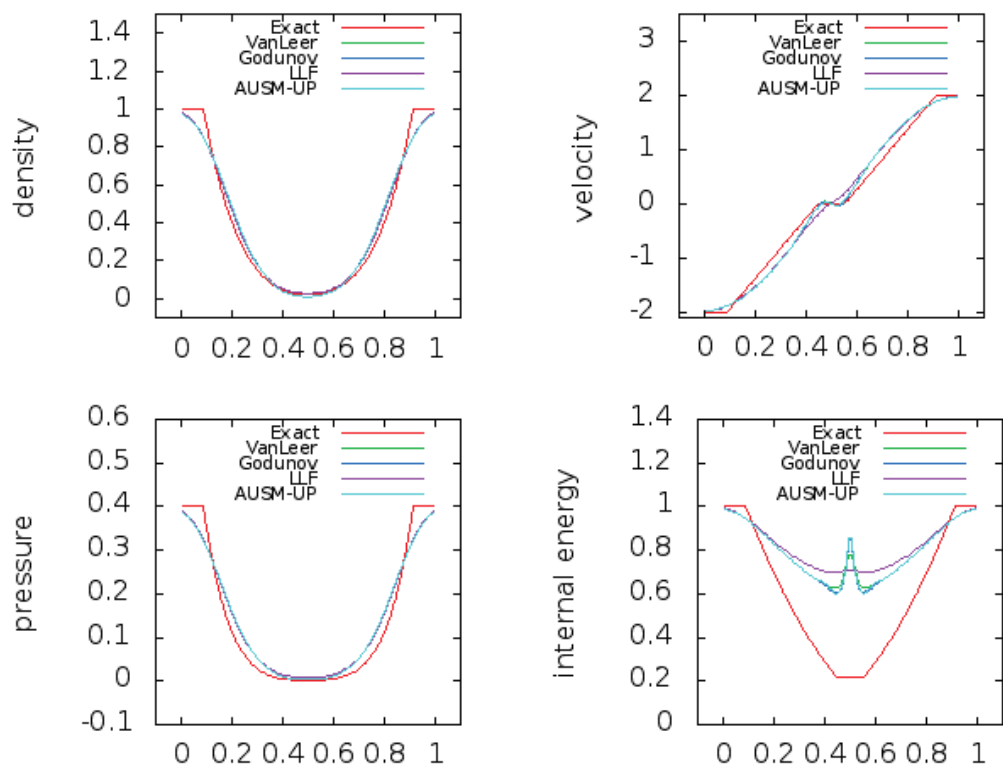 density
1.4
1.2
1
0.8
0.6
0.4
0.2
0
Exact
VanLeer
Godunov
LLF
AUSM-UP
0 0.2 0.4 0.6 0.8 1
velocity
3
2
1
0
-1
-2
Exact
VanLeer
Godunov
LLF
AUSM-UP
0 0.2 0.4 0.6 0.8 1
pressure
0.6
0.5
0.4
0.3
0.2
0.1
0
-0.1
Exact
VanLeer
Godunov
LLF
AUSM-UP
0 0.2 0.4 0.6 0.8 1
internal energy
1.4
1.2
1
0.8
0.6
0.4
0.2
0
Exact
VanLeer
Godunov
LLF
AUSM-UP
0 0.2 0.4 0.6 0.8 1